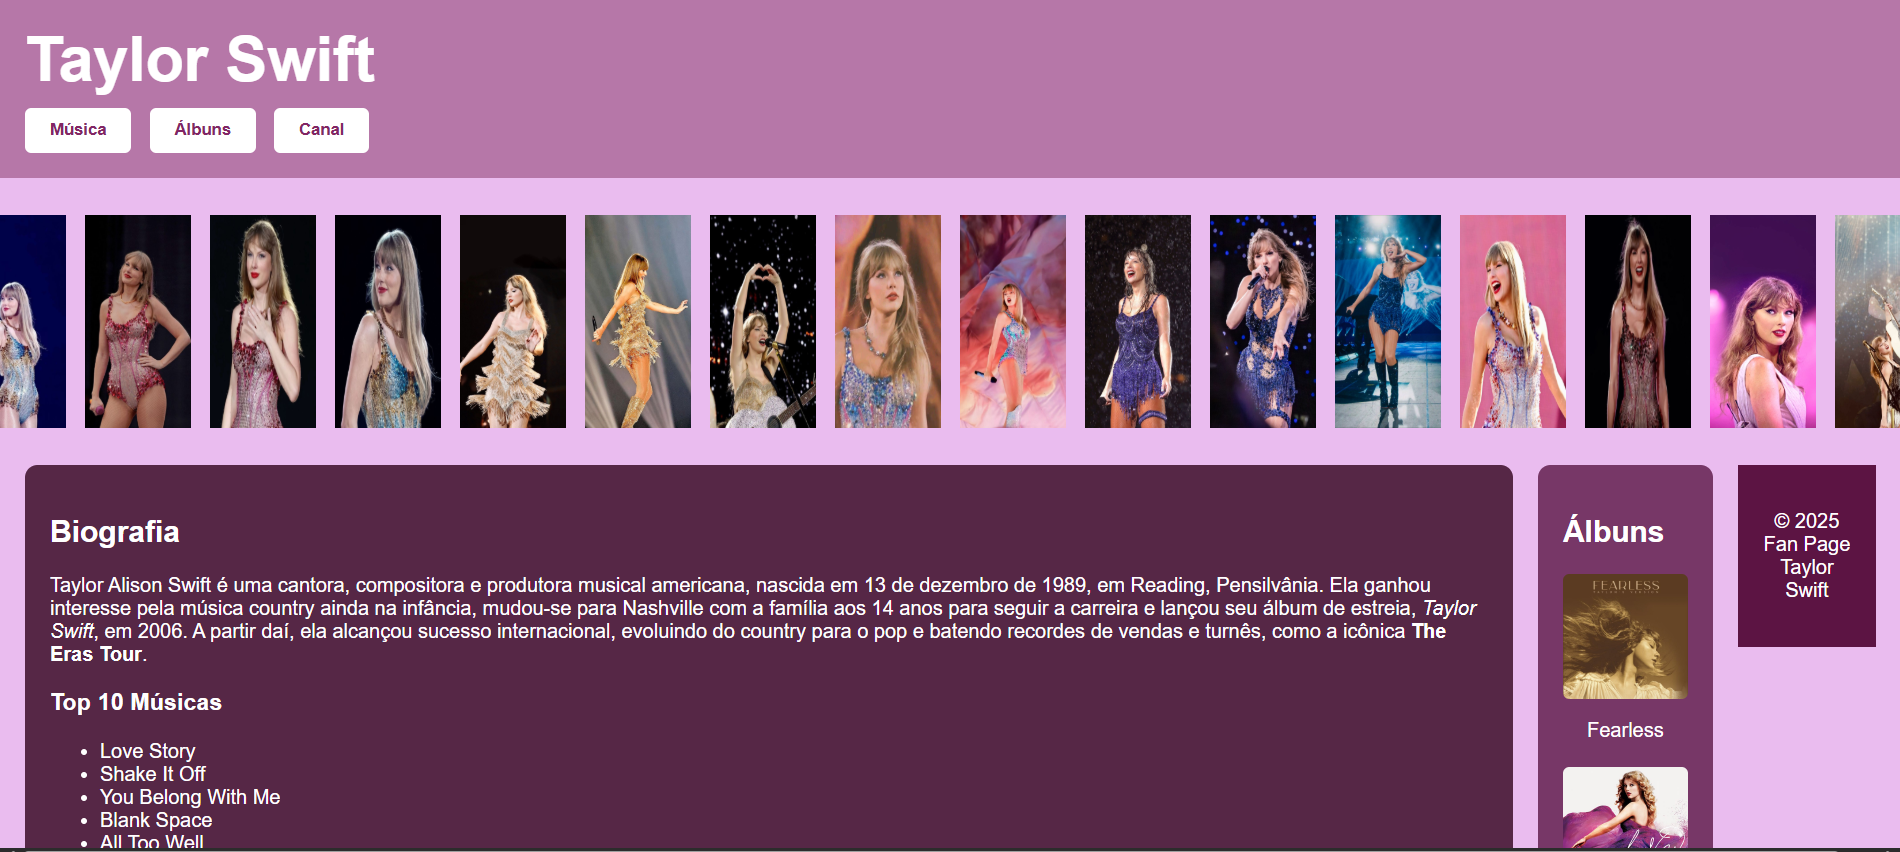 Taylor Swift
Música
Álbuns
Canal
Biografia
Taylor Alison Swift é uma cantora, compositora e produtora musical americana, nascida em 13 de dezembro de 1989, em Reading, Pensilvânia. Ela ganhou
interesse pela música country ainda na infância, mudou-se para Nashville com a família aos 14 anos para seguir a carreira e lançou seu álbum de estreia, Taylor
Swift, em 2006. A partir daí, ela alcançou sucesso internacional, evoluindo do country para o pop e batendo recordes de vendas e turnês, como a icônica The
Eras Tour.
Top 10 Músicas
• Love Story
• Shake It Off
• You Belong With Me
• Blank Space
• All Too Well
Álbuns
FEARLESS
Fearless
© 2025
Fan Page
Taylor
Swift